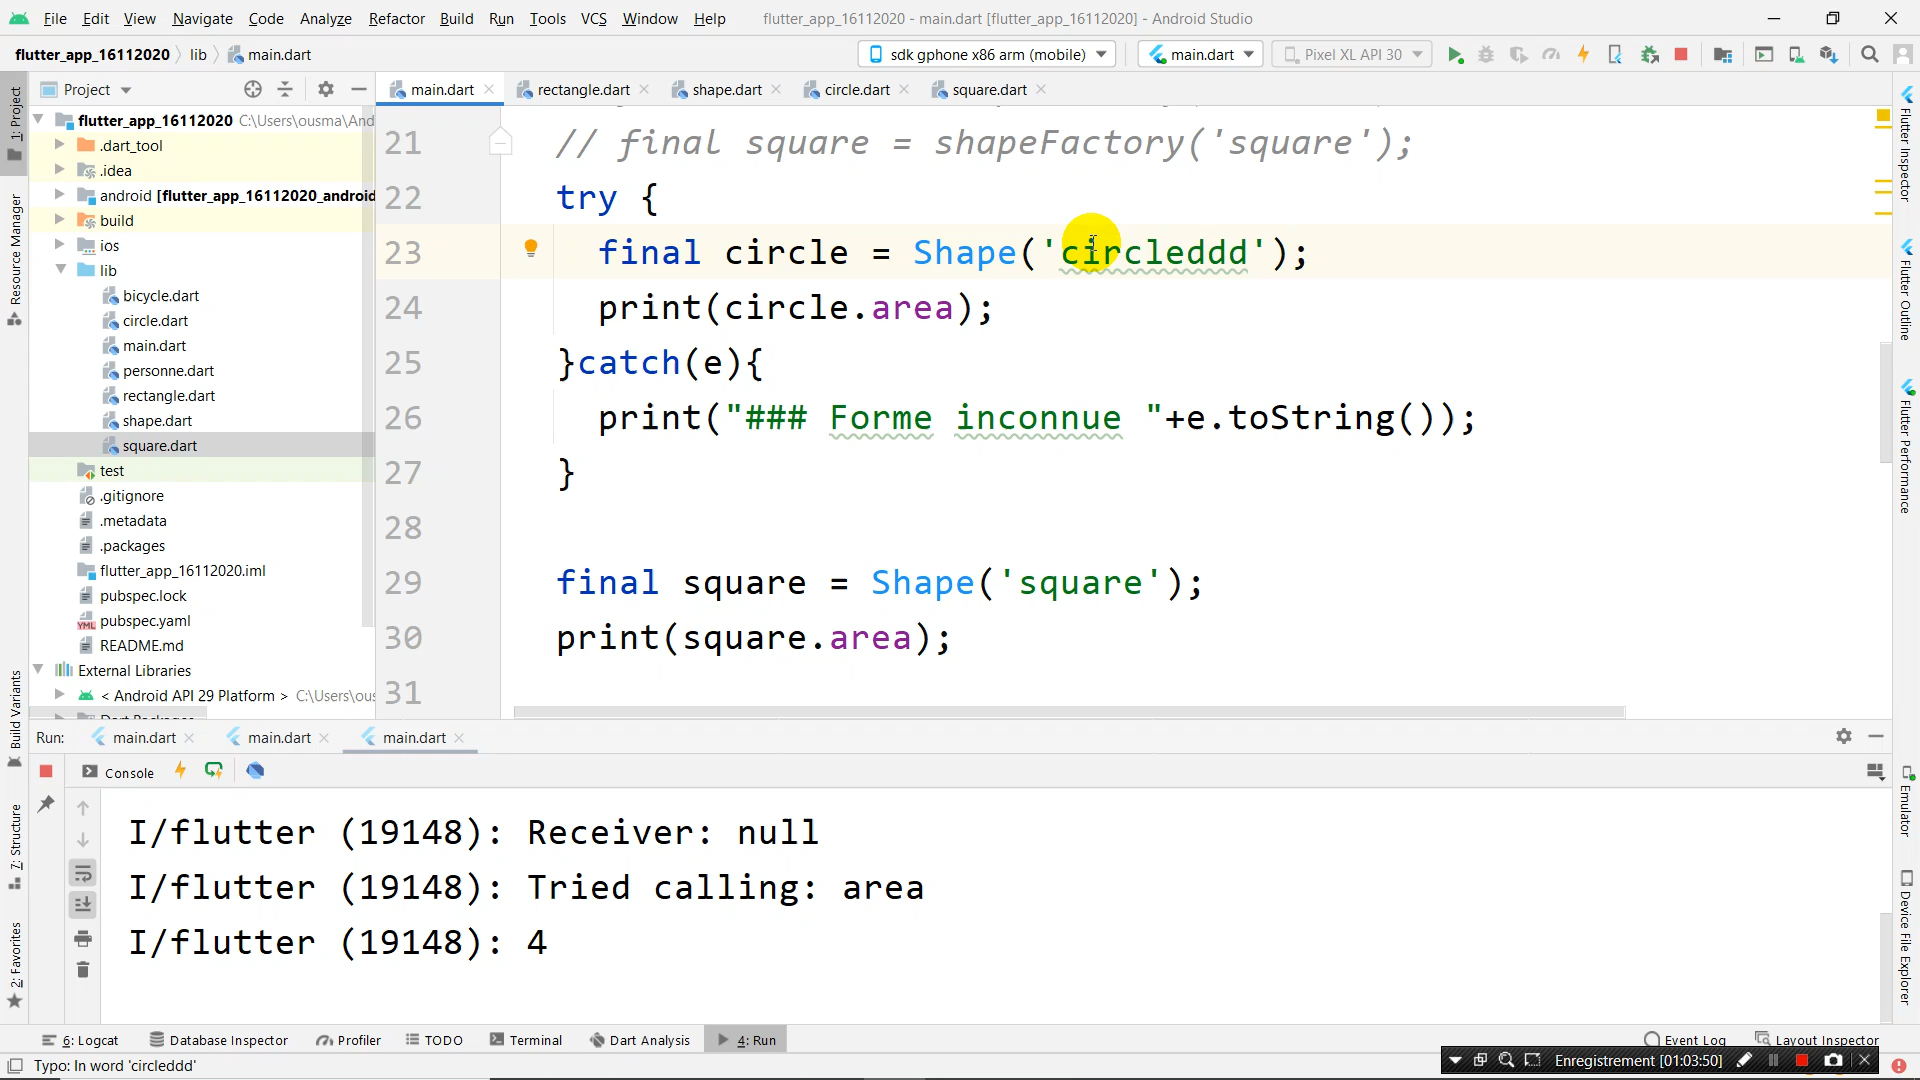 File Edit View Navigate Code Analyze Refactor Build Run Tools VCS Window Help flutter_app_16112020 - main.dart [flutter_app_16112020] - Android Studio
flutter_app_16112020 lib main.dart sdk gphone x86 arm (mobile) main.dart Pixel XL API 30
Project main.dart rectangle.dart shape.dart circle.dart square.dart
1: Project
Resource Manager
Build Variants
7: Structure
2: Favorites
flutter_app_16112020 C:\Users\ousma\And
.dart_tool
.idea
android [flutter_app_16112020_android
build
ios
lib
bicycle.dart
circle.dart
main.dart
personne.dart
rectangle.dart
shape.dart
square.dart
test
.gitignore
.metadata
.packages
flutter_app_16112020.iml
pubspec.lock
pubspec.yaml
README.md
External Libraries
< Android API 29 Platform > C:\Users\ous
21 // final square = shapeFactory('square');
22 try {
23 final circle = Shape('circleddd');
24 print(circle.area);
25 }catch(e){
26 print("### Forme inconnue "+e.toString());
27 }
28
29 final square = Shape('square');
30 print(square.area);
31
Flutter Inspector
Flutter Outline
Flutter Performance
Emulator
Device File Explorer
Run: main.dart main.dart main.dart
Console
I/flutter (19148): Receiver: null
I/flutter (19148): Tried calling: area
I/flutter (19148): 4
6: Logcat Database Inspector Profiler TODO Terminal Dart Analysis 4: Run Event Log Layout Inspector
Typo: In word 'circleddd' Enregistrement [01:03:50]